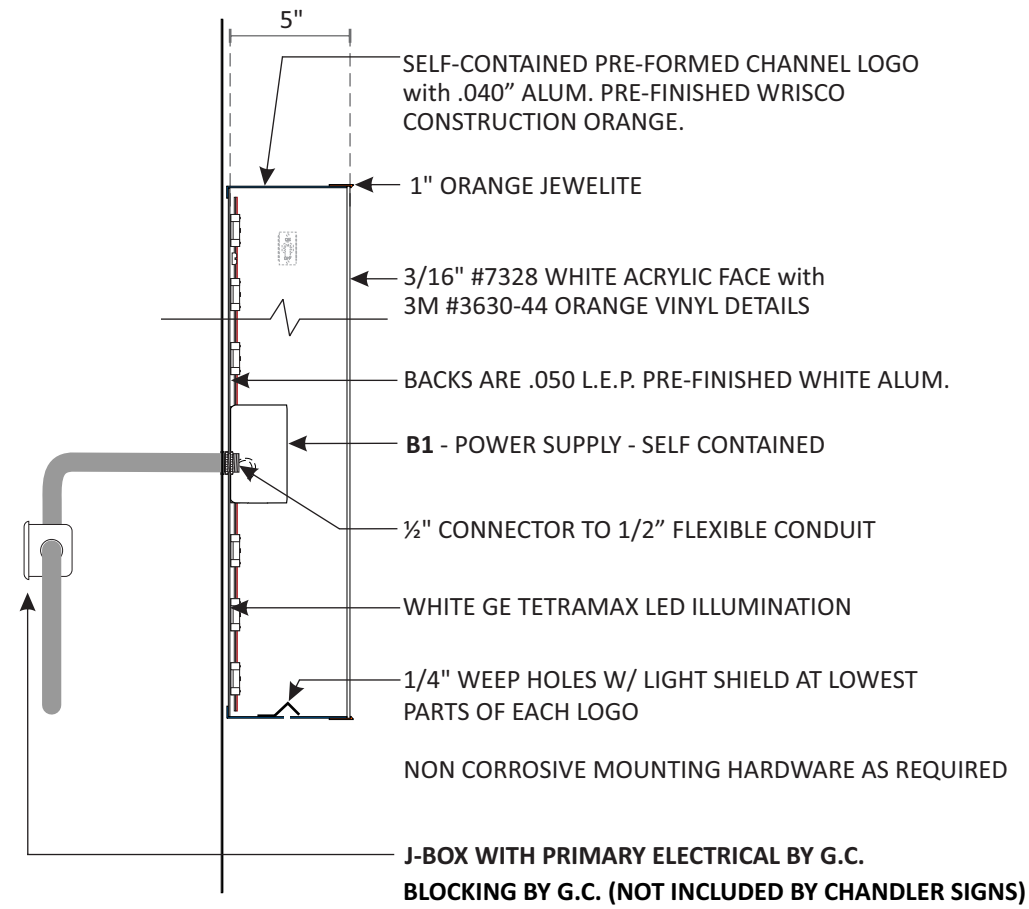 5"
SELF-CONTAINED PRE-FORMED CHANNEL LOGO
with .040” ALUM. PRE-FINISHED WRISCO
CONSTRUCTION ORANGE.
1" ORANGE JEWELITE
3/16" #7328 WHITE ACRYLIC FACE with
3M #3630-44 ORANGE VINYL DETAILS
BACKS ARE .050 L.E.P. PRE-FINISHED WHITE ALUM.
B1 - POWER SUPPLY - SELF CONTAINED
½" CONNECTOR TO 1/2” FLEXIBLE CONDUIT
WHITE GE TETRAMAX LED ILLUMINATION
1/4" WEEP HOLES W/ LIGHT SHIELD AT LOWEST
PARTS OF EACH LOGO
NON CORROSIVE MOUNTING HARDWARE AS REQUIRED
J-BOX WITH PRIMARY ELECTRICAL BY G.C.
BLOCKING BY G.C. (NOT INCLUDED BY CHANDLER SIGNS)